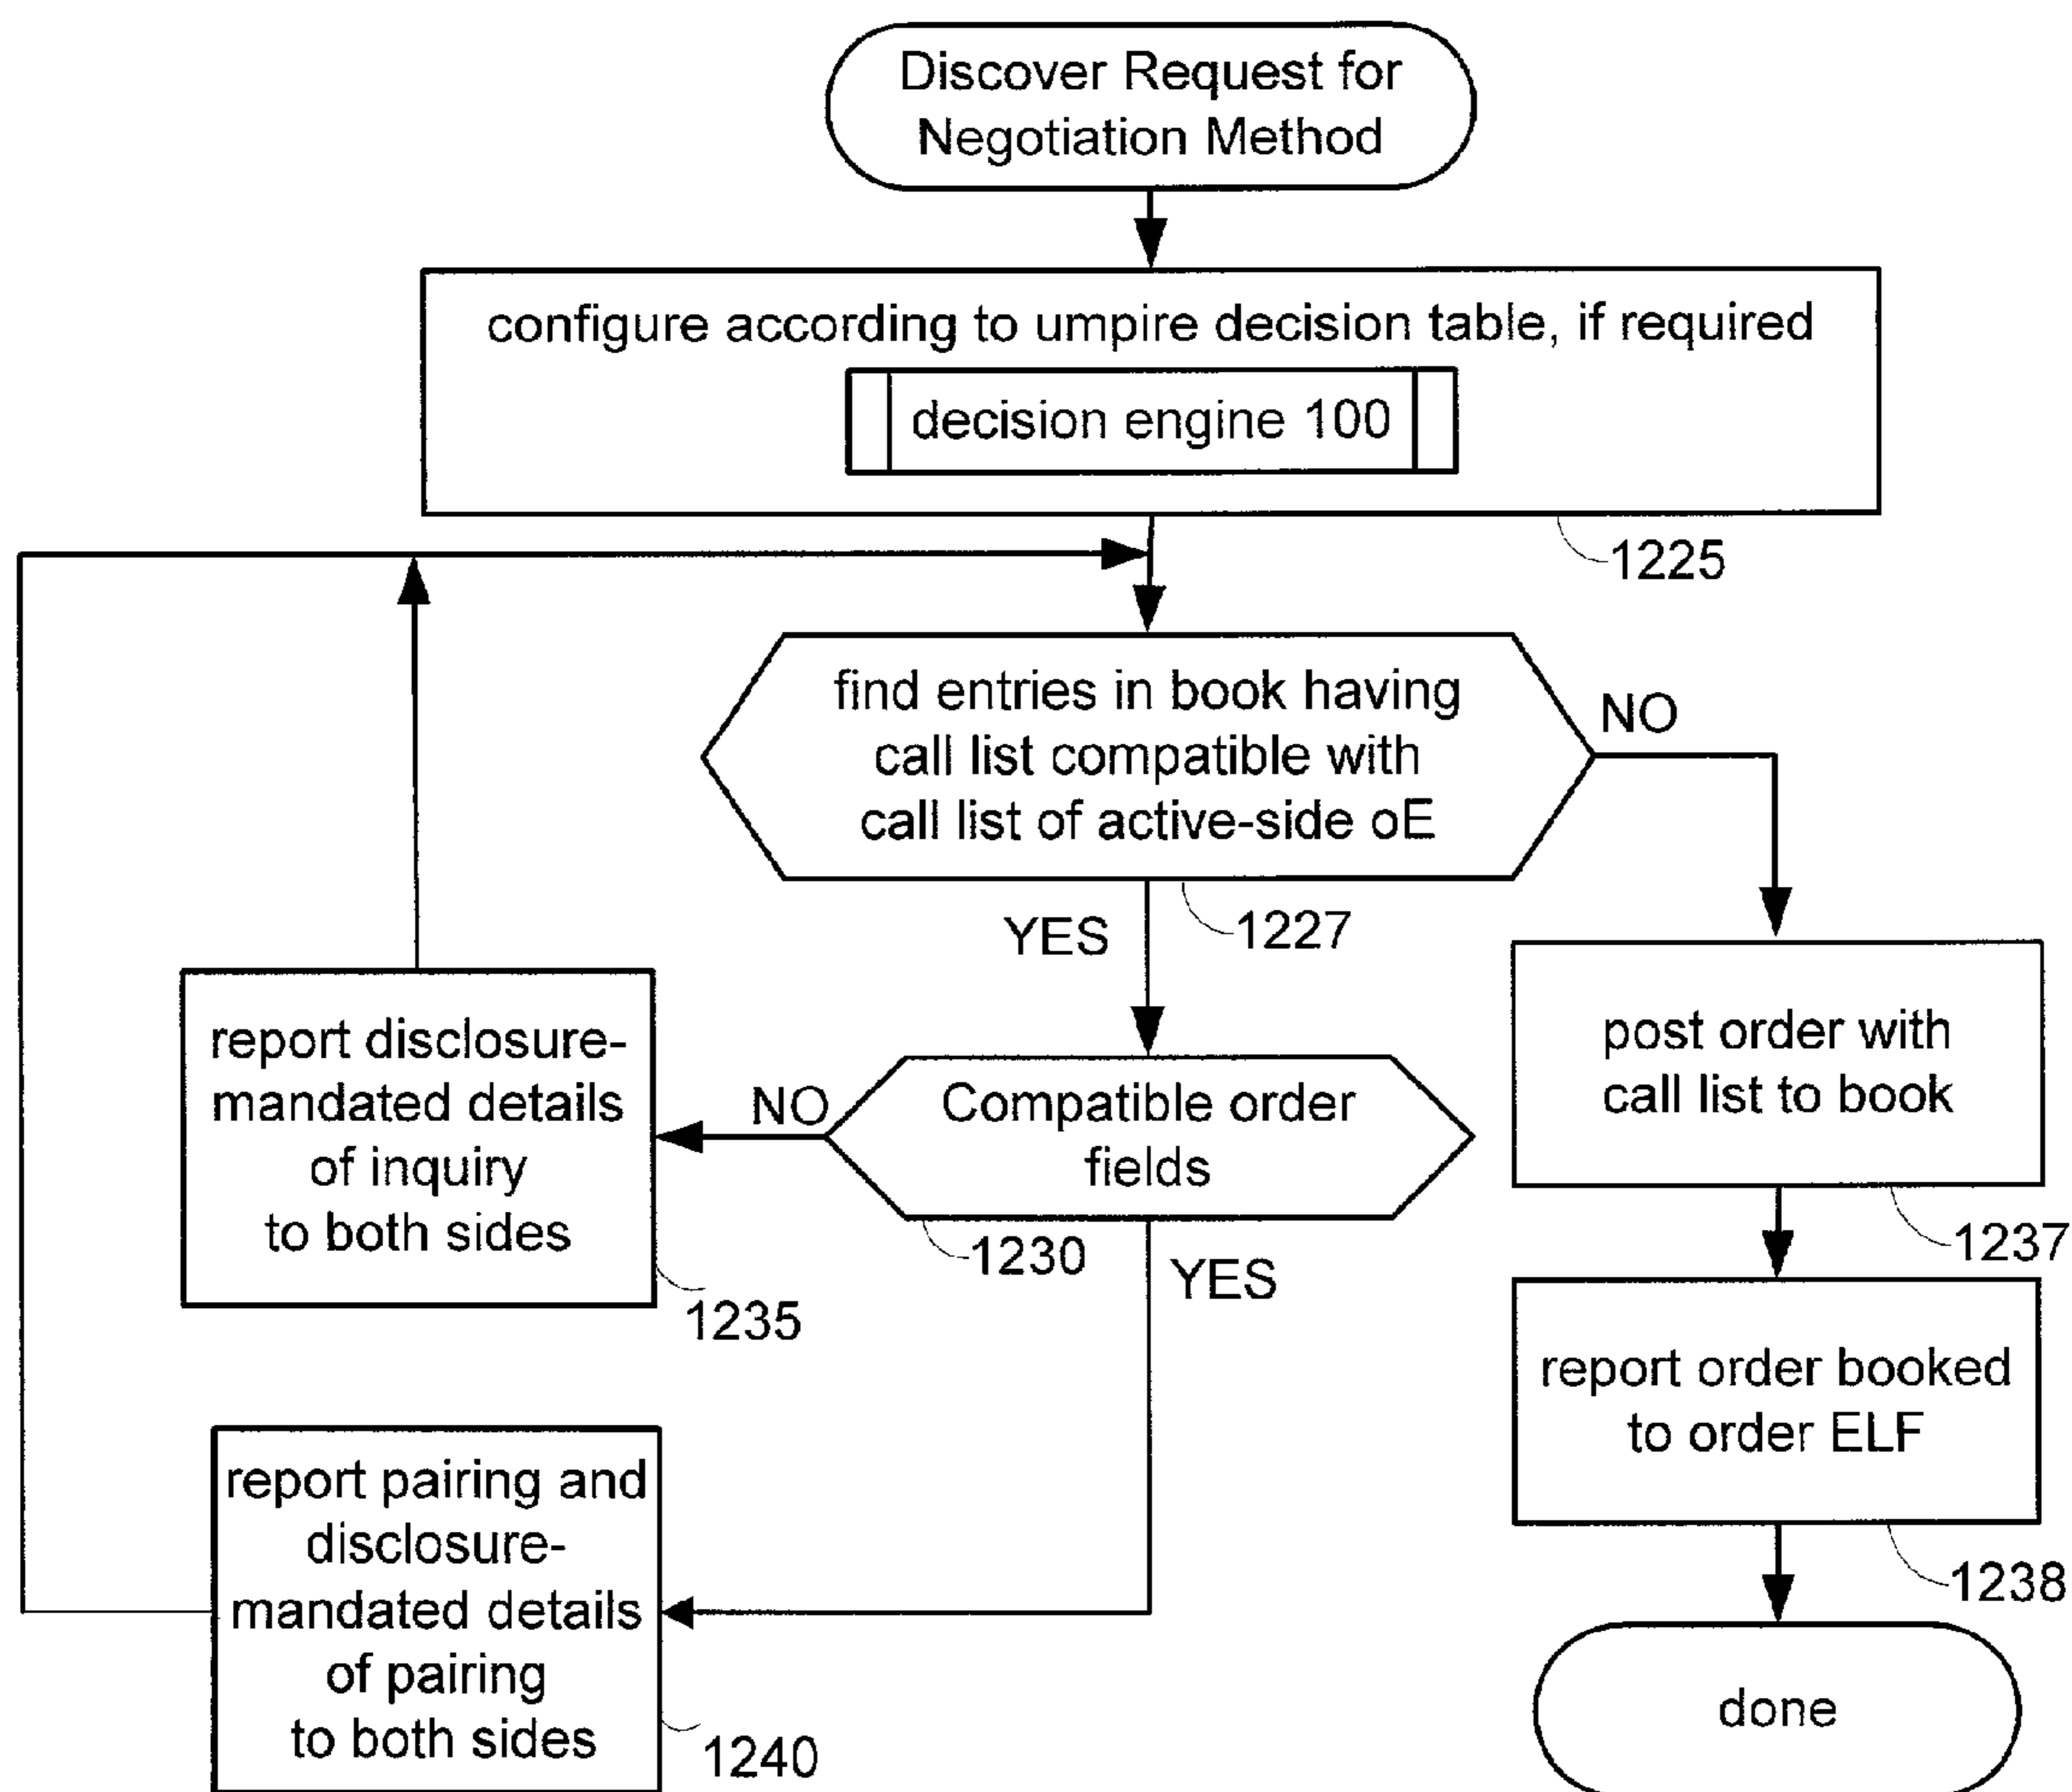 Discover Request for
Negotiation Method
configure according to umpire decision table, if required
decision engine 100
1225
find entries in book having
call list compatible with
call list of active-side oE
NO
YES
1227
report disclosure-
mandated details
of inquiry
to both sides
1235
NO
Compatible order
fields
1230
YES
post order with
call list to book
1237
report order booked
to order ELF
1238
report pairing and
disclosure-
mandated details
of pairing
to both sides
1240
done